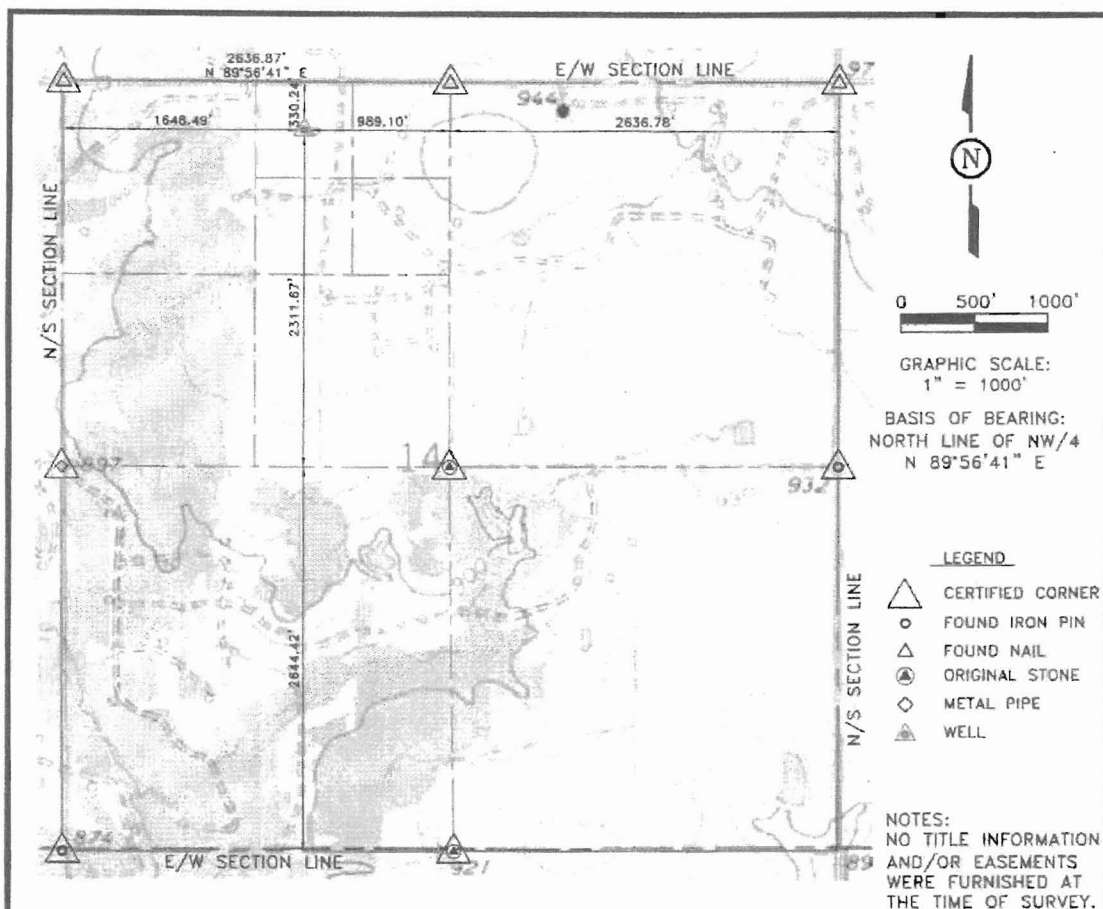 2636.87'
N 89°56'41" E
E/W SECTION LINE
97
944
330.24'
1648.49'
989.10'
2636.78'
N
N/S SECTION LINE
2311.67'
0 500' 1000'
GRAPHIC SCALE:
1" = 1000'
BASIS OF BEARING:
NORTH LINE OF NW/4
N 89°56'41" E
897
14
932
LEGEND
CERTIFIED CORNER
FOUND IRON PIN
FOUND NAIL
ORIGINAL STONE
METAL PIPE
WELL
2644.42'
N/S SECTION LINE
NOTES:
NO TITLE INFORMATION
AND/OR EASEMENTS
WERE FURNISHED AT
THE TIME OF SURVEY.
874
E/W SECTION LINE
921
89